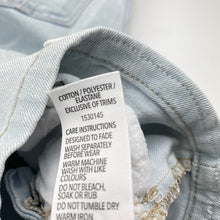 COTTON / POLYESTER /
ELASTANE
EXCLUSIVE OF TRIMS
1530145
CARE INSTRUCTIONS
DESIGNED TO FADE
WASH SEPARATELY
BEFORE WEAR
WARM MACHINE
WASH WITH LIKE
COLOURS
DO NOT BLEACH,
SOAK OR RUB
DO NOT TUMBLE DRY
WARM IRON